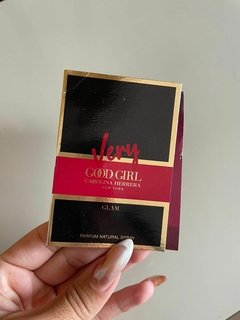 Very
GOOD GIRL
CAROLINA HERRERA
NEW YORK
GLAM
PARFUM NATURAL SPRAY